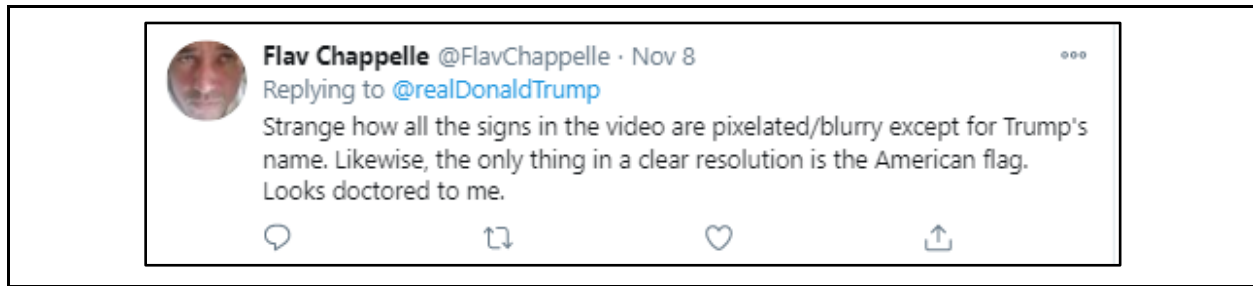 Flav Chappelle @FlavChappelle · Nov 8
Replying to @realDonaldTrump
Strange how all the signs in the video are pixelated/blurry except for Trump's
name. Likewise, the only thing in a clear resolution is the American flag.
Looks doctored to me.